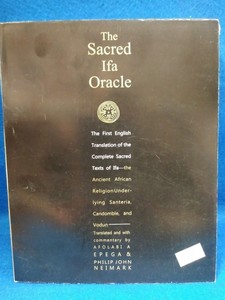 The
Sacred
Ifa
Oracle
The First English
Translation of the
Complete Sacred
Texts of Ifa—the
Ancient African
Religion Under-
lying Santeria,
Candomble, and
Vodun
Translated and with
commentary by
AFOLABI A
EPEGA &
PHILIP JOHN
NEIMARK